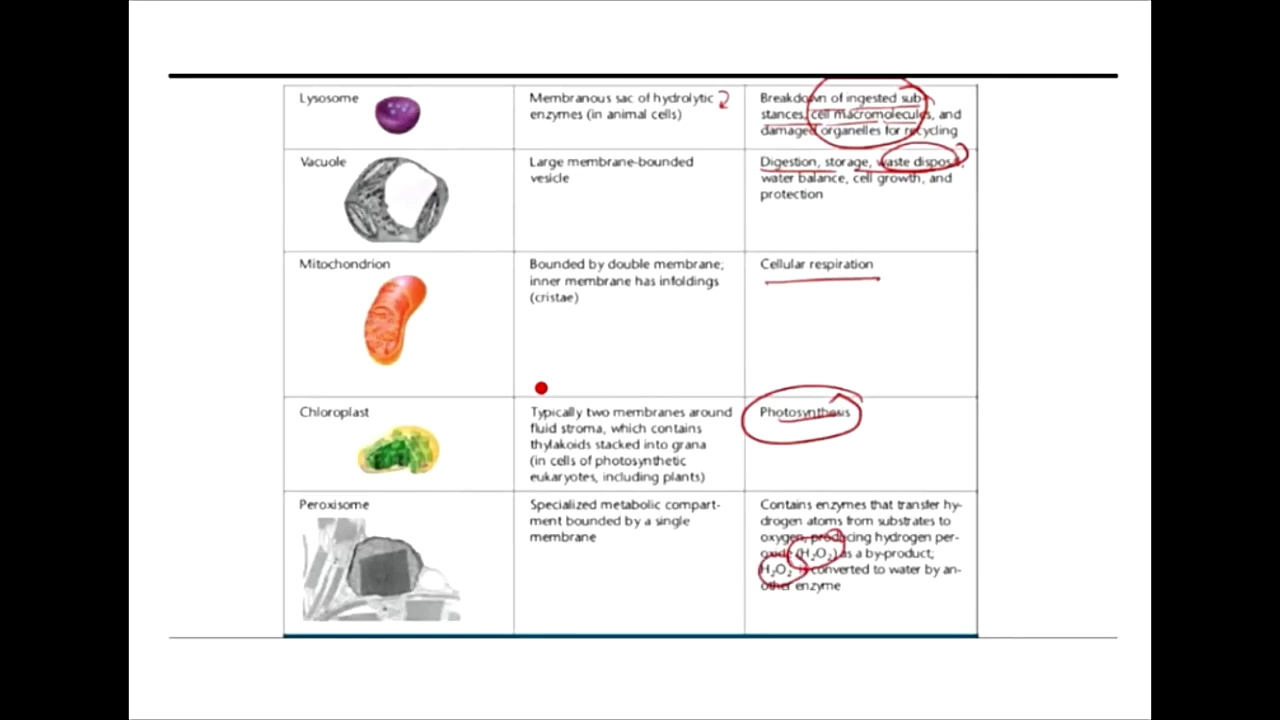 Lysosome
Membranous sac of hydrolytic
enzymes (in animal cells)
Breakdown of ingested sub-
stances, cell macromolecules, and
damaged organelles for recycling
Vacuole
Large membrane-bounded
vesicle
Digestion, storage, waste disposal,
water balance, cell growth, and
protection
Mitochondrion
Bounded by double membrane;
inner membrane has infoldings
(cristae)
Cellular respiration
Chloroplast
Typically two membranes around
fluid stroma, which contains
thylakoids stacked into grana
(in cells of photosynthetic
eukaryotes, including plants)
Photosynthesis
Peroxisome
Specialized metabolic compart-
ment bounded by a single
membrane
Contains enzymes that transfer hy-
drogen atoms from substrates to
oxygen, producing hydrogen per-
oxide (H₂O₂) as a by-product;
H₂O₂ is converted to water by an-
other enzyme